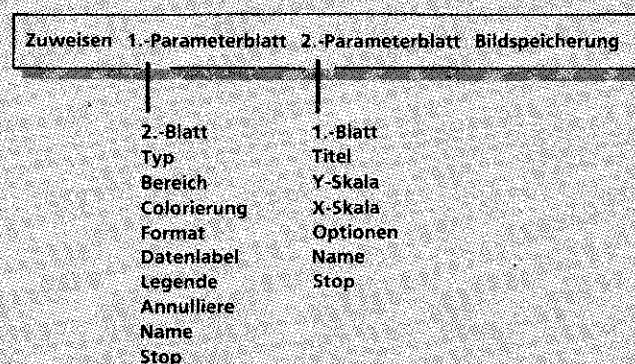 Zuweisen 1.-Parameterblatt 2.-Parameterblatt Bildspeicherung
2.-Blatt 1.-Blatt
Typ Titel
Bereich Y-Skala
Colorierung X-Skala
Format Optionen
Datenlabel Name
Legende Stop
Annulliere
Name
Stop